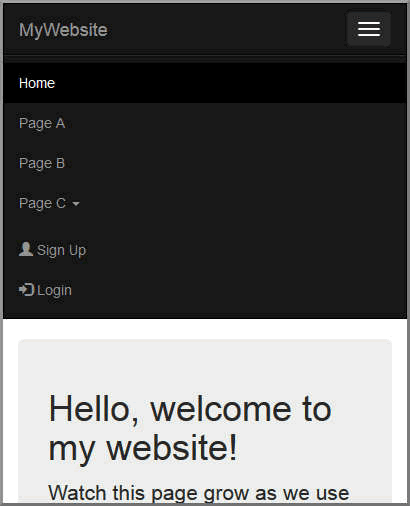 MyWebsite
Home
Page A
Page B
Page C
Sign Up
Login
Hello, welcome to
my website!
Watch this page grow as we use